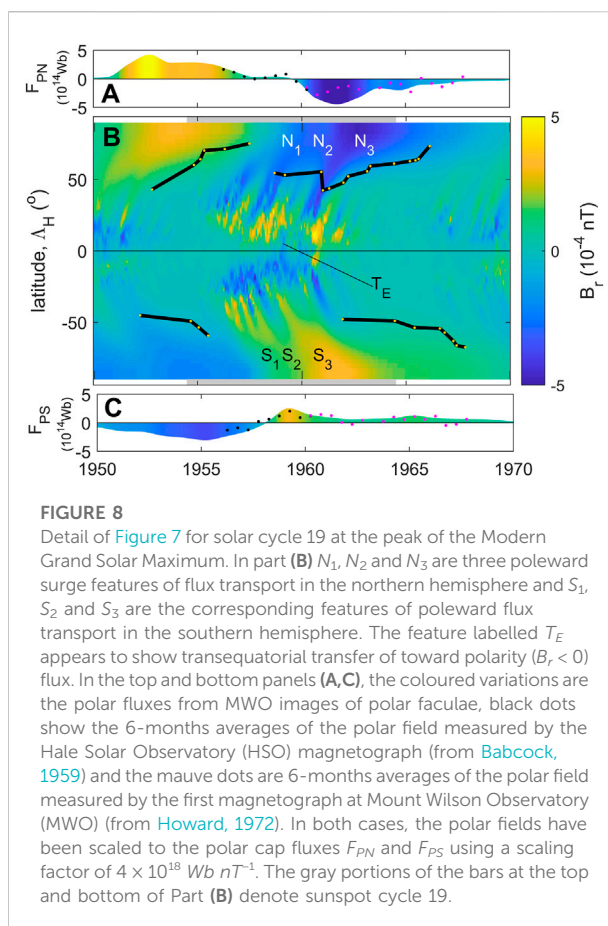 F_PN
(10^14 Wb)
5
0
-5
A
B
N_1 N_2 N_3
latitude, Λ_H (°)
50
0
-50
T_E
S_1 S_2 S_3
5
0
-5
B_r (10^-4 nT)
C
F_PS
(10^14 Wb)
5
0
-5
1950 1955 1960 1965 1970
FIGURE 8
Detail of Figure 7 for solar cycle 19 at the peak of the Modern
Grand Solar Maximum. In part (B) N_1, N_2 and N_3 are three poleward
surge features of flux transport in the northern hemisphere and S_1,
S_2 and S_3 are the corresponding features of poleward flux
transport in the southern hemisphere. The feature labelled T_E
appears to show transequatorial transfer of toward polarity (B_r < 0)
flux. In the top and bottom panels (A,C), the coloured variations are
the polar fluxes from MWO images of polar faculae, black dots
show the 6-months averages of the polar field measured by the
Hale Solar Observatory (HSO) magnetograph (from Babcock,
1959) and the mauve dots are 6-months averages of the polar field
measured by the first magnetograph at Mount Wilson Observatory
(MWO) (from Howard, 1972). In both cases, the polar fields have
been scaled to the polar cap fluxes F_PN and F_PS using a scaling
factor of 4 × 10^18 Wb nT^−1. The gray portions of the bars at the top
and bottom of Part (B) denote sunspot cycle 19.